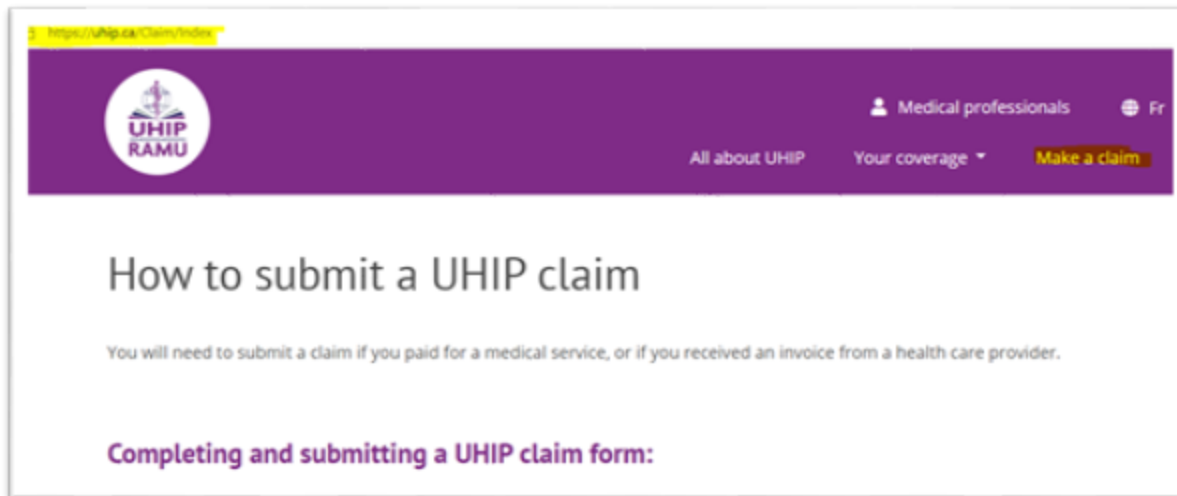 https://uhip.ca/Claim/Index
UHIP
RAMU
Medical professionals
Fr
All about UHIP
Your coverage
Make a claim
How to submit a UHIP claim
You will need to submit a claim if you paid for a medical service, or if you received an invoice from a health care provider.
Completing and submitting a UHIP claim form: